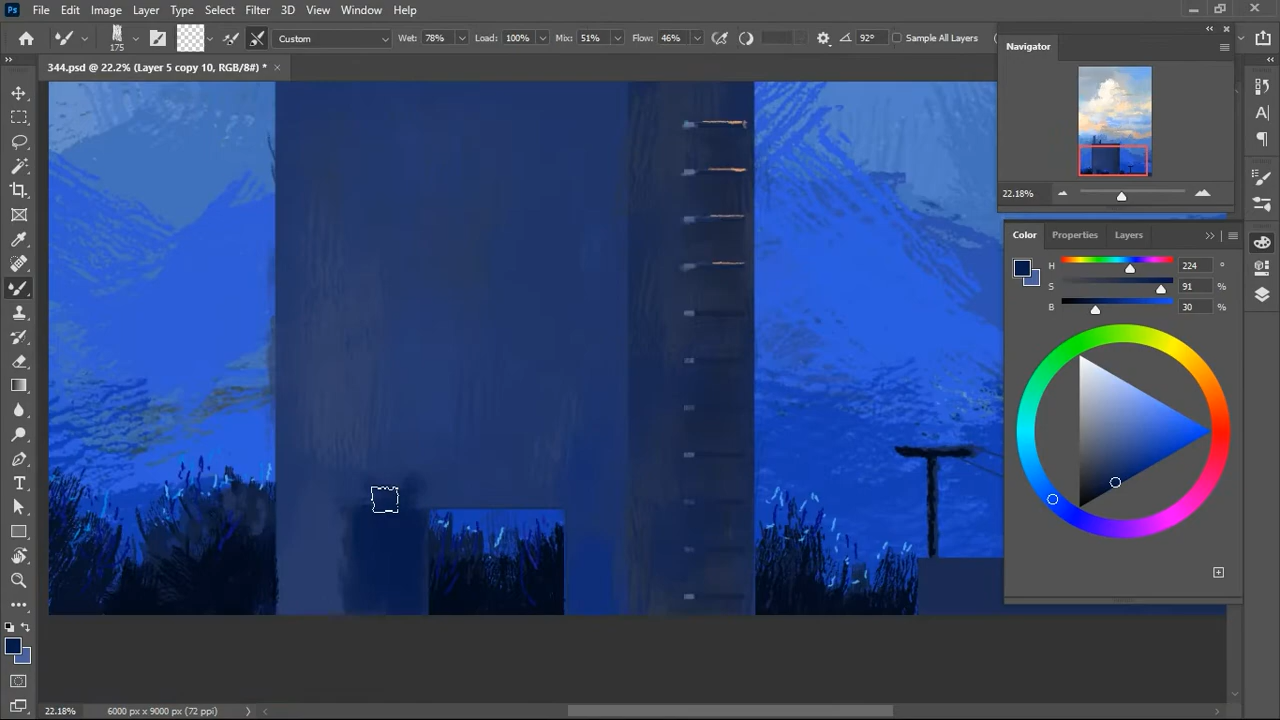 Ps File Edit Image Layer Type Select Filter 3D View Window Help
175 Custom Wet: 78% Load: 100% Mix: 51% Flow: 46% 92° Sample All Layers
344.psd @ 22.2% (Layer 5 copy 10, RGB/8#) *
Navigator
22.18%
Color Properties Layers
H 224 °
S 91 %
B 30 %
22.18% 6000 px x 9000 px (72 ppi)